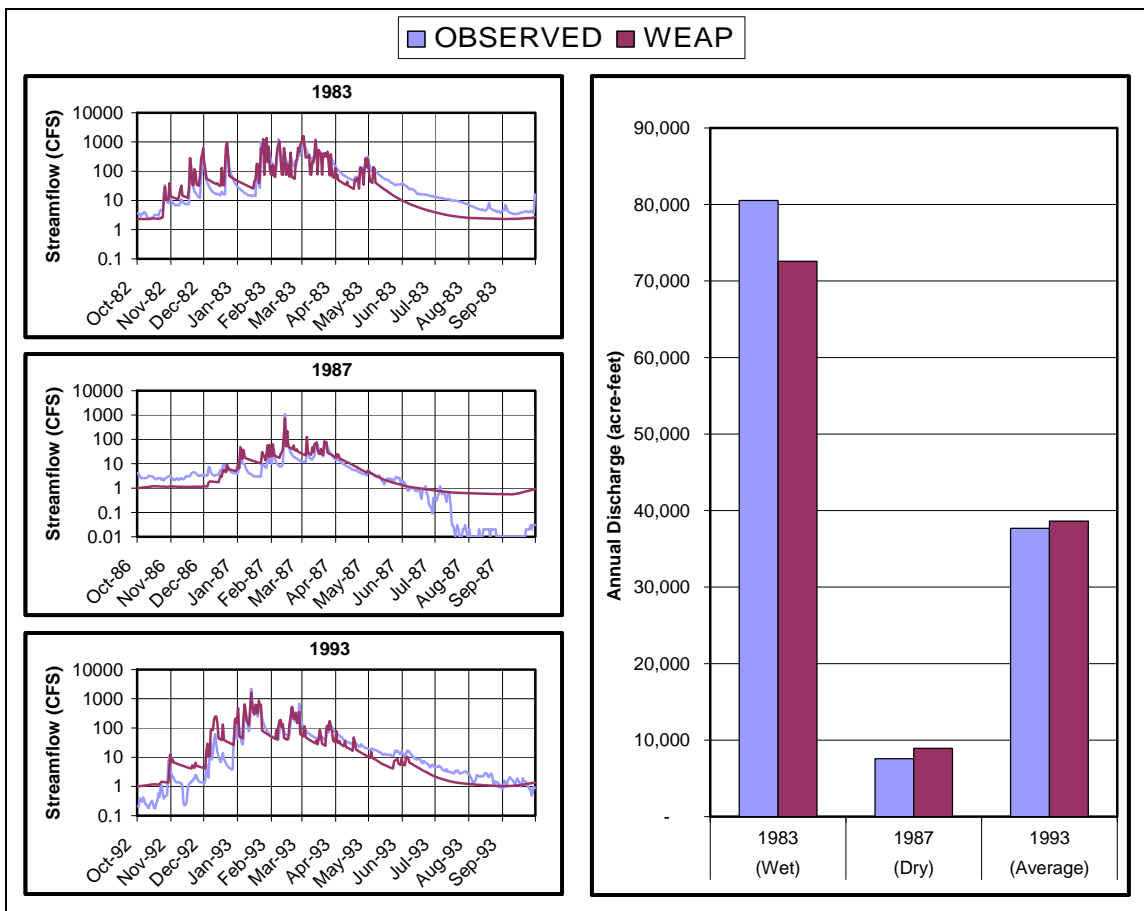 OBSERVED WEAP
1983
Streamflow (CFS)
10000
1000
100
10
1
0.1
Oct-82
Nov-82
Dec-82
Jan-83
Feb-83
Mar-83
Apr-83
May-83
Jun-83
Jul-83
Aug-83
Sep-83
1987
Streamflow (CFS)
10000
1000
100
10
1
0.1
0.01
Oct-86
Nov-86
Dec-86
Jan-87
Feb-87
Mar-87
Apr-87
May-87
Jun-87
Jul-87
Aug-87
Sep-87
1993
Streamflow (CFS)
10000
1000
100
10
1
0.1
Oct-92
Nov-92
Dec-92
Jan-93
Feb-93
Mar-93
Apr-93
May-93
Jun-93
Jul-93
Aug-93
Sep-93
Annual Discharge (acre-feet)
90,000
80,000
70,000
60,000
50,000
40,000
30,000
20,000
10,000
-
1983 1987 1993
(Wet) (Dry) (Average)